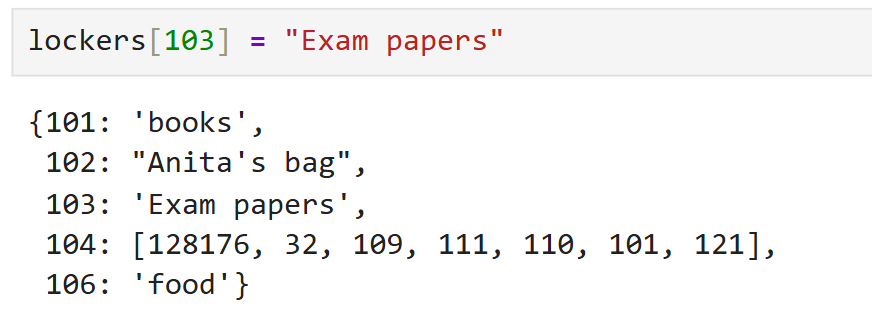 lockers[103] = "Exam papers"
{101: 'books',
 102: "Anita's bag",
 103: 'Exam papers',
 104: [128176, 32, 109, 111, 110, 101, 121],
 106: 'food'}